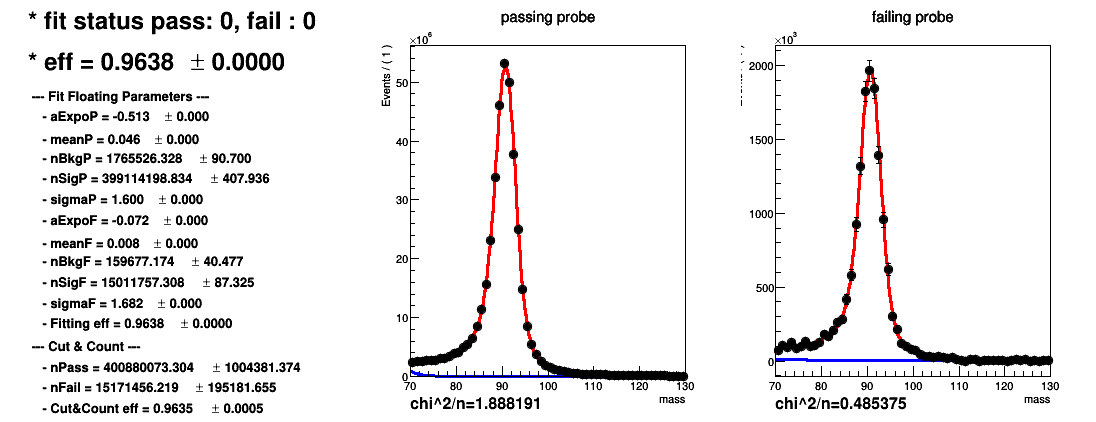 * fit status pass: 0, fail : 0
* eff = 0.9638 ± 0.0000
--- Fit Floating Parameters ---
- aExpoP = -0.513 ± 0.000
- meanP = 0.046 ± 0.000
- nBkgP = 1765526.328 ± 90.700
- nSigP = 399114198.834 ± 407.936
- sigmaP = 1.600 ± 0.000
- aExpoF = -0.072 ± 0.000
- meanF = 0.008 ± 0.000
- nBkgF = 159677.174 ± 40.477
- nSigF = 15011757.308 ± 87.325
- sigmaF = 1.682 ± 0.000
- Fitting eff = 0.9638 ± 0.0000
--- Cut & Count ---
- nPass = 400880073.304 ± 1004381.374
- nFail = 15171456.219 ± 195181.655
- Cut&Count eff = 0.9635 ± 0.0005
passing probe
×10⁶
Events / ( 1 )
50
40
30
20
10
0
70 80 90 100 110 120 130
mass
chi^2/n=1.888191
failing probe
×10³
2000
1500
1000
500
0
70 80 90 100 110 120 130
mass
chi^2/n=0.485375